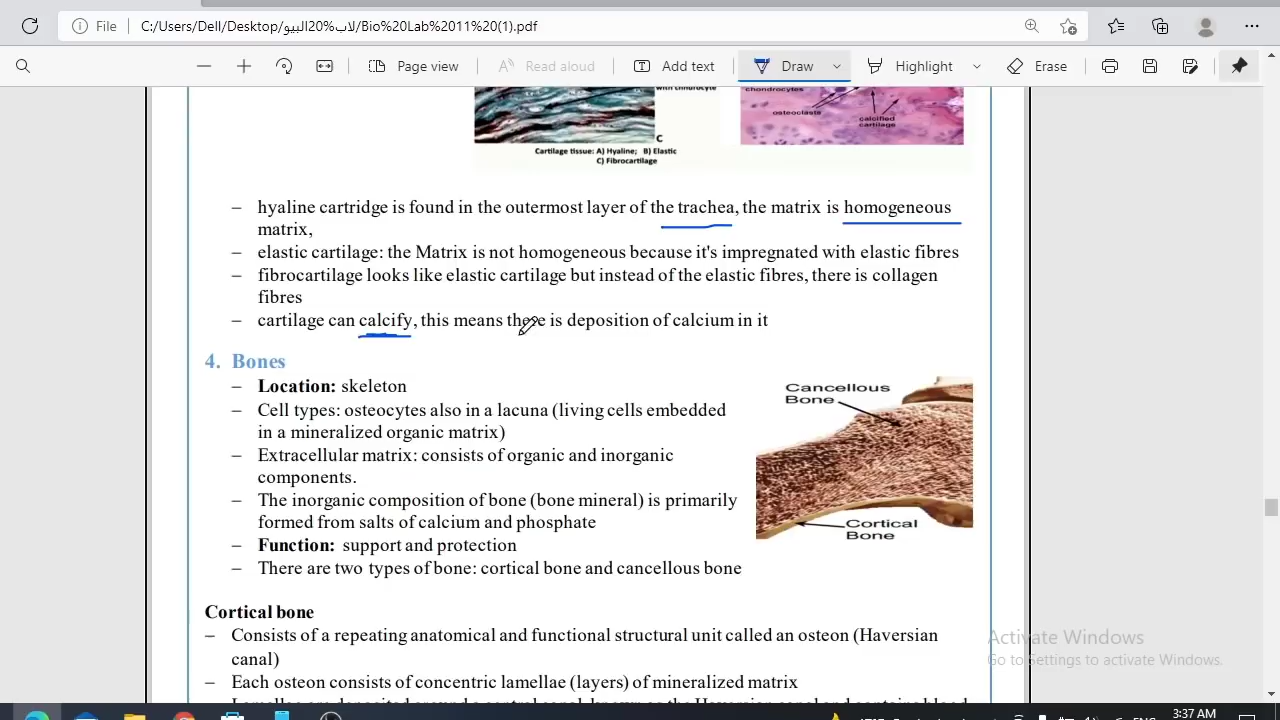 File
C:/Users/Dell/Desktop/لاب%20البيو/Bio%20Lab%2011%20(1).pdf
Page view
Read aloud
Add text
Draw
Highlight
Erase
with
chondrocytes
osteoclasts
calcified
cartilage
C
Cartilage tissue: A) Hyaline; B) Elastic
C) Fibrocartilage
– hyaline cartridge is found in the outermost layer of the trachea, the matrix is homogeneous
matrix,
– elastic cartilage: the Matrix is not homogeneous because it's impregnated with elastic fibres
– fibrocartilage looks like elastic cartilage but instead of the elastic fibres, there is collagen
fibres
– cartilage can calcify, this means there is deposition of calcium in it
4. Bones
– Location: skeleton
– Cell types: osteocytes also in a lacuna (living cells embedded
in a mineralized organic matrix)
– Extracellular matrix: consists of organic and inorganic
components.
– The inorganic composition of bone (bone mineral) is primarily
formed from salts of calcium and phosphate
– Function: support and protection
– There are two types of bone: cortical bone and cancellous bone
Cancellous
Bone
Cortical
Bone
Cortical bone
– Consists of a repeating anatomical and functional structural unit called an osteon (Haversian
canal)
– Each osteon consists of concentric lamellae (layers) of mineralized matrix
Activate Windows
Go to Settings to activate Windows.
ENG
3:37 AM